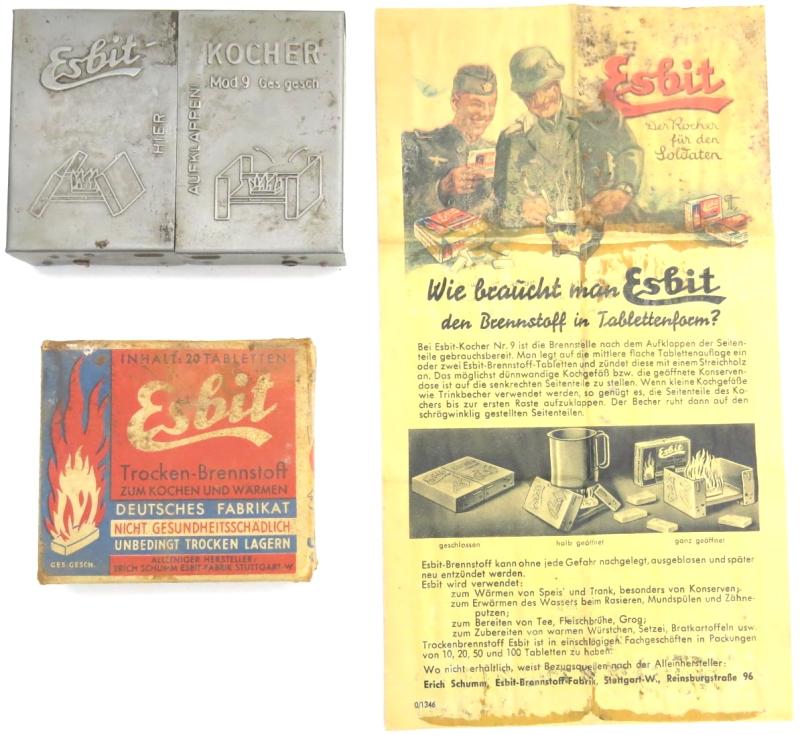 Esbit
KOCHER
Mod 9 Ges. gesch
HIER
AUFKLAPPEN!
INHALT: 20 TABLETTEN
Esbit
Trocken-Brennstoff
ZUM KOCHEN UND WÄRMEN
DEUTSCHES FABRIKAT
NICHT GESUNDHEITSSCHÄDLICH
UNBEDINGT TROCKEN LAGERN
ALLEINIGER HERSTELLER:
ERICH SCHUMM ESBIT-FABRIK STUTTGART-W
GES. GESCH.
Esbit
Der Kocher
für den
Soldaten
Wie braucht man Esbit
den Brennstoff in Tablettenform?
Bei Esbit-Kocher Nr. 9 ist die Brennstelle nach dem Aufklappen der Seiten-
teile gebrauchsbereit. Man legt auf die mittlere flache Tablettenauflage ein
oder zwei Esbit-Brennstoff-Tabletten und zündet diese mit einem Streichholz
an. Das möglichst dünnwandige Kochgefäß bzw. die geöffnete Konserven-
dose ist auf die senkrechten Seitenteile zu stellen. Wenn kleine Kochgefäße
wie Trinkbecher verwendet werden, so genügt es, die Seitenteile des Ko-
chers bis zur ersten Raste aufzuklappen. Der Becher ruht dann auf den
schrägwinklig gestellten Seitenteilen.
Esbit
geschlossen
halb geöffnet
ganz geöffnet
Esbit-Brennstoff kann ohne jede Gefahr nachgelegt, ausgeblasen und später
neu entzündet werden.
Esbit wird verwendet:
zum Wärmen von Speis' und Trank, besonders von Konserven;
zum Erwärmen des Wassers beim Rasieren, Mundspülen und Zähne-
putzen;
zum Bereiten von Tee, Fleischbrühe, Grog;
zum Zubereiten von warmen Würstchen, Setzei, Bratkartoffeln usw.
Trockenbrennstoff Esbit ist in einschlägigen Fachgeschäften in Packungen
von 10, 20, 50 und 100 Tabletten zu haben.
Wo nicht erhältlich, weist Bezugsquellen nach der Alleinhersteller:
Erich Schumm, Esbit-Brennstoff-Fabrik, Stuttgart-W., Reinsburgstraße 96
0/1346